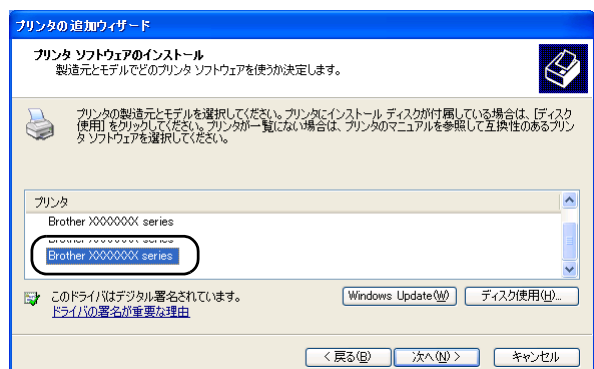 プリンタの追加ウィザード
プリンタ ソフトウェアのインストール
製造元とモデルでどのプリンタ ソフトウェアを使うか決定します。
プリンタの製造元とモデルを選択してください。プリンタにインストール ディスクが付属している場合は、[ディスク
使用] をクリックしてください。プリンタが一覧にない場合は、プリンタのマニュアルを参照して互換性のあるプリン
タ ソフトウェアを選択してください。
プリンタ
Brother XXXXXXX series
Brother XXXXXXX series
このドライバはデジタル署名されています。
ドライバの署名が重要な理由
Windows Update(W)
ディスク使用(H)...
< 戻る(B)
次へ(N) >
キャンセル